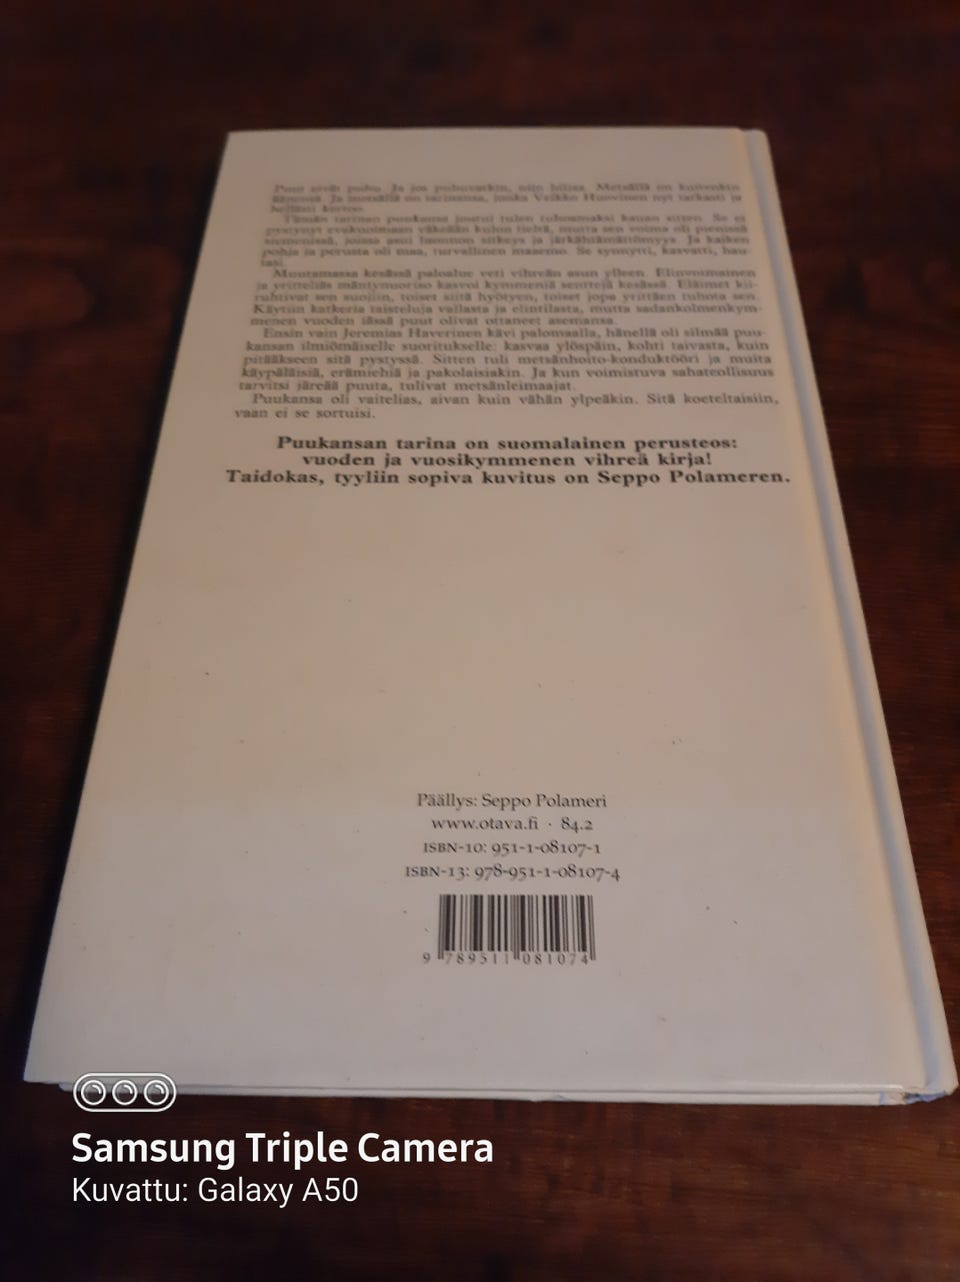 Puut eivät puhu. Ja jos puhuvatkin, niin hiljaa. Metsällä on kuitenkin
äänensä. Ja metsällä on tarinansa, jonka Veikko Huovinen nyt tarkasti ja
hellästi kertoo.
Tämän tarinan puukansa joutui tulen tuhoamaksi kauan sitten. Se ei
pystynyt evakuoimaan väkeään kulon tieltä, mutta sen voima oli pienissä
siemenissä, joissa asui luonnon sitkeys ja järkähtämättömyys. Ja kaiken
pohja ja perusta oli maa, turvallinen maaemo. Se synnytti, kasvatti, hau-
tasi.
Muutamassa kesässä paloalue veti vihreän asun ylleen. Elinvoimainen
ja yritteliäs mäntynuoriso kasvoi kymmeniä senttejä kesässä. Eläimet kii-
ruhtivat sen suojiin, toiset siitä hyötyen, toiset jopa yrittäen tuhota sen.
Käytiin katkeria taisteluja vallasta ja elintilasta, mutta sadankolmenkym-
menen vuoden iässä puut olivat ottaneet asemansa.
Ensin vain Jeremias Haverinen kävi palomaalla, hänellä oli silmää puu-
kansan ilmiömäiselle suoritukselle: kasvaa ylöspäin, kohti taivasta, kuin
pitääkseen sitä pystyssä. Sitten tuli metsänhoito-konduktööri ja muita
käypäläisiä, erämiehiä ja pakolaisiakin. Ja kun voimistuva sahateollisuus
tarvitsi järeää puuta, tulivat metsänleimaajat.
Puukansa oli vaitelias, aivan kuin vähän ylpeäkin. Sitä koeteltaisiin,
vaan ei se sortuisi.
Puukansan tarina on suomalainen perusteos:
vuoden ja vuosikymmenen vihreä kirja!
Taidokas, tyyliin sopiva kuvitus on Seppo Polameren.
Päällys: Seppo Polameri
www.otava.fi · 84.2
ISBN-10: 951-1-08107-1
ISBN-13: 978-951-1-08107-4
9 789511 081074
Samsung Triple Camera
Kuvattu: Galaxy A50